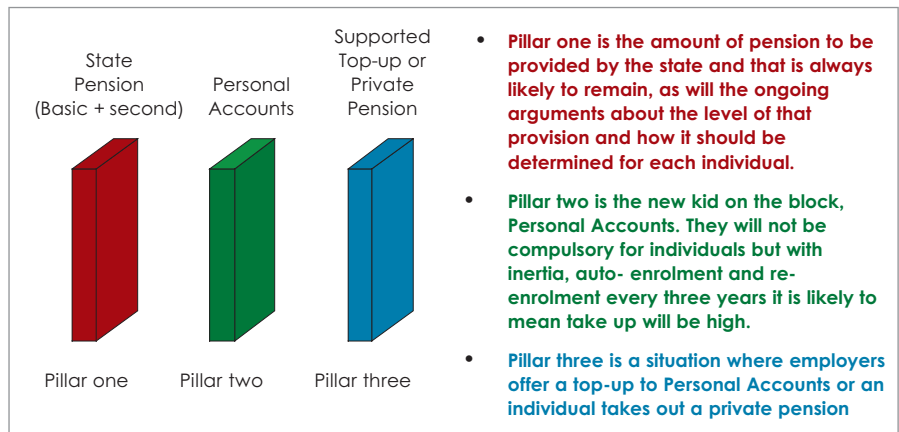 State
Pension
(Basic + second)
Personal
Accounts
Supported
Top-up or
Private
Pension
Pillar one
Pillar two
Pillar three
• Pillar one is the amount of pension to be
provided by the state and that is always
likely to remain, as will the ongoing
arguments about the level of that
provision and how it should be
determined for each individual.
• Pillar two is the new kid on the block,
Personal Accounts. They will not be
compulsory for individuals but with
inertia, auto- enrolment and re-
enrolment every three years it is likely to
mean take up will be high.
• Pillar three is a situation where employers
offer a top-up to Personal Accounts or an
individual takes out a private pension